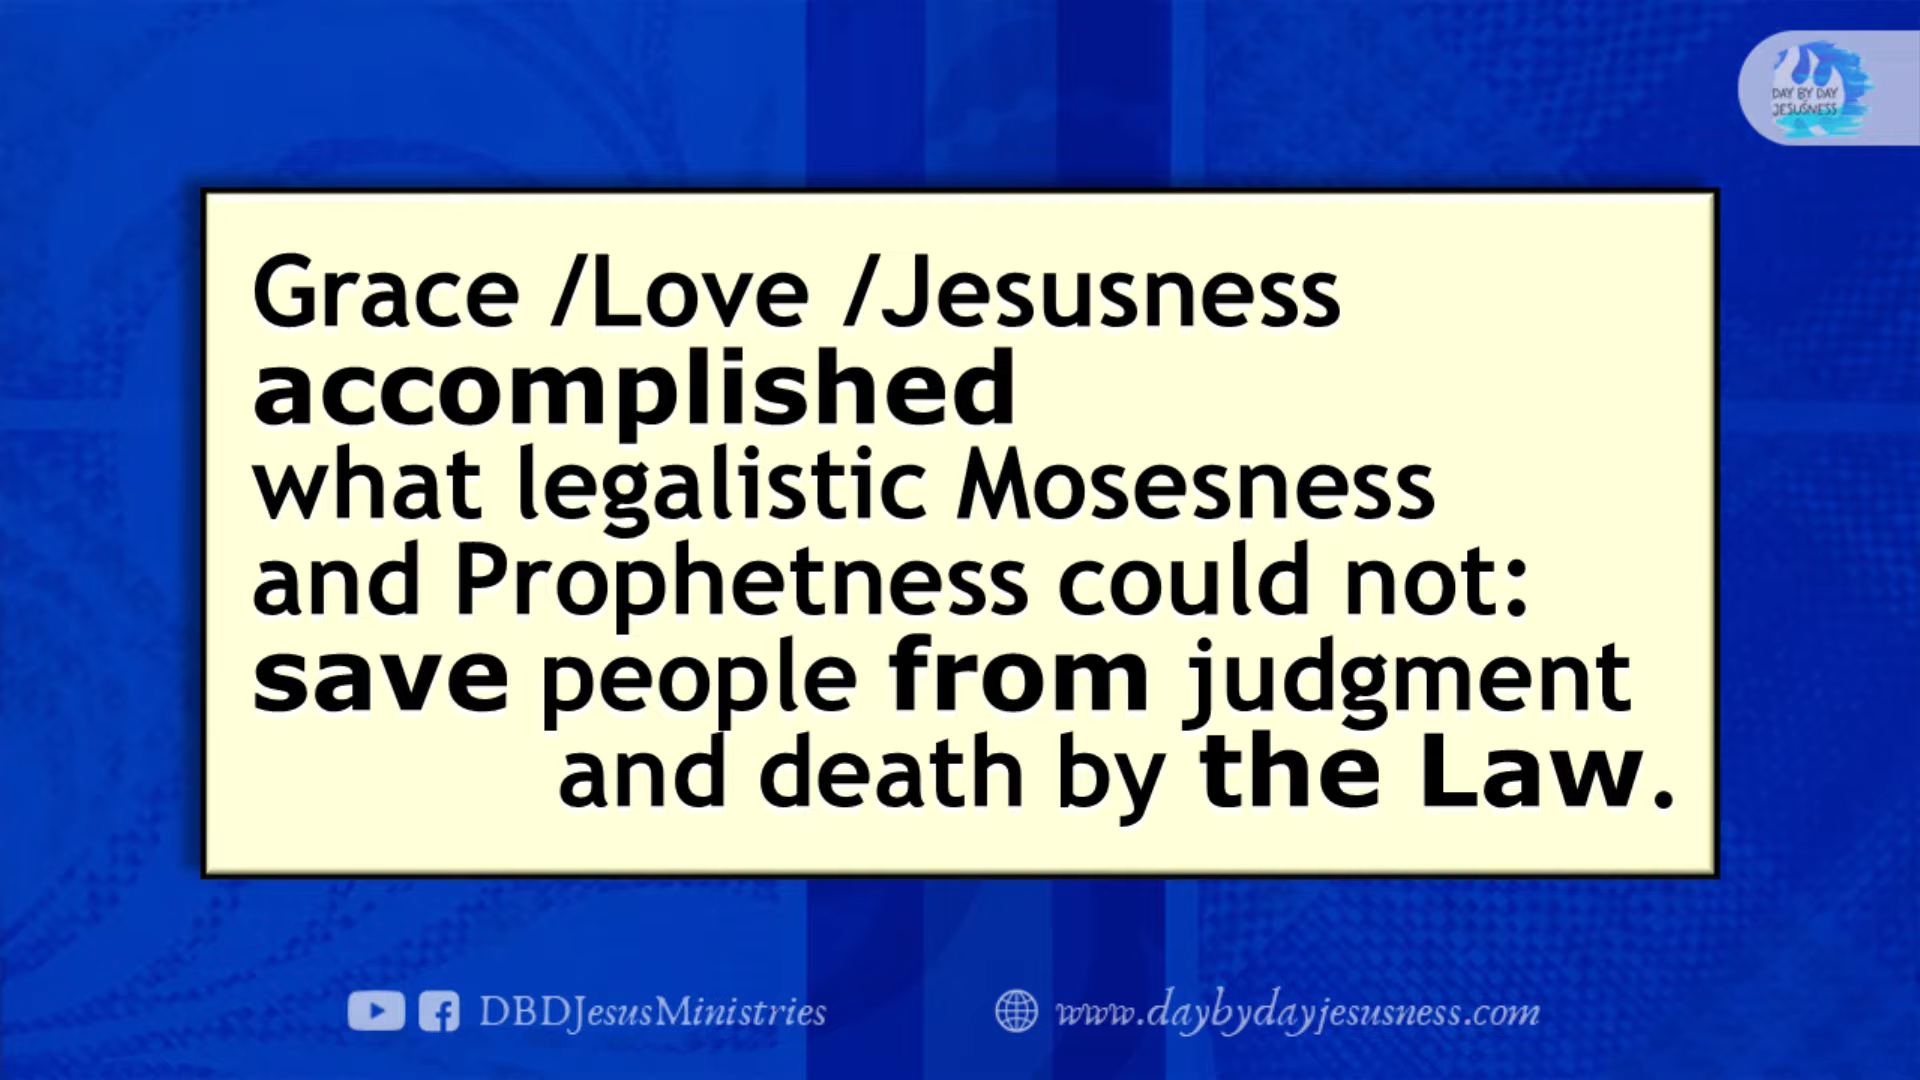 DAY BY DAY
JESUSNESS
Grace /Love /Jesusness
accomplished
what legalistic Mosesness
and Prophetness could not:
save people from judgment
and death by the Law.
DBDJesusMinistries
www.daybydayjesusness.com